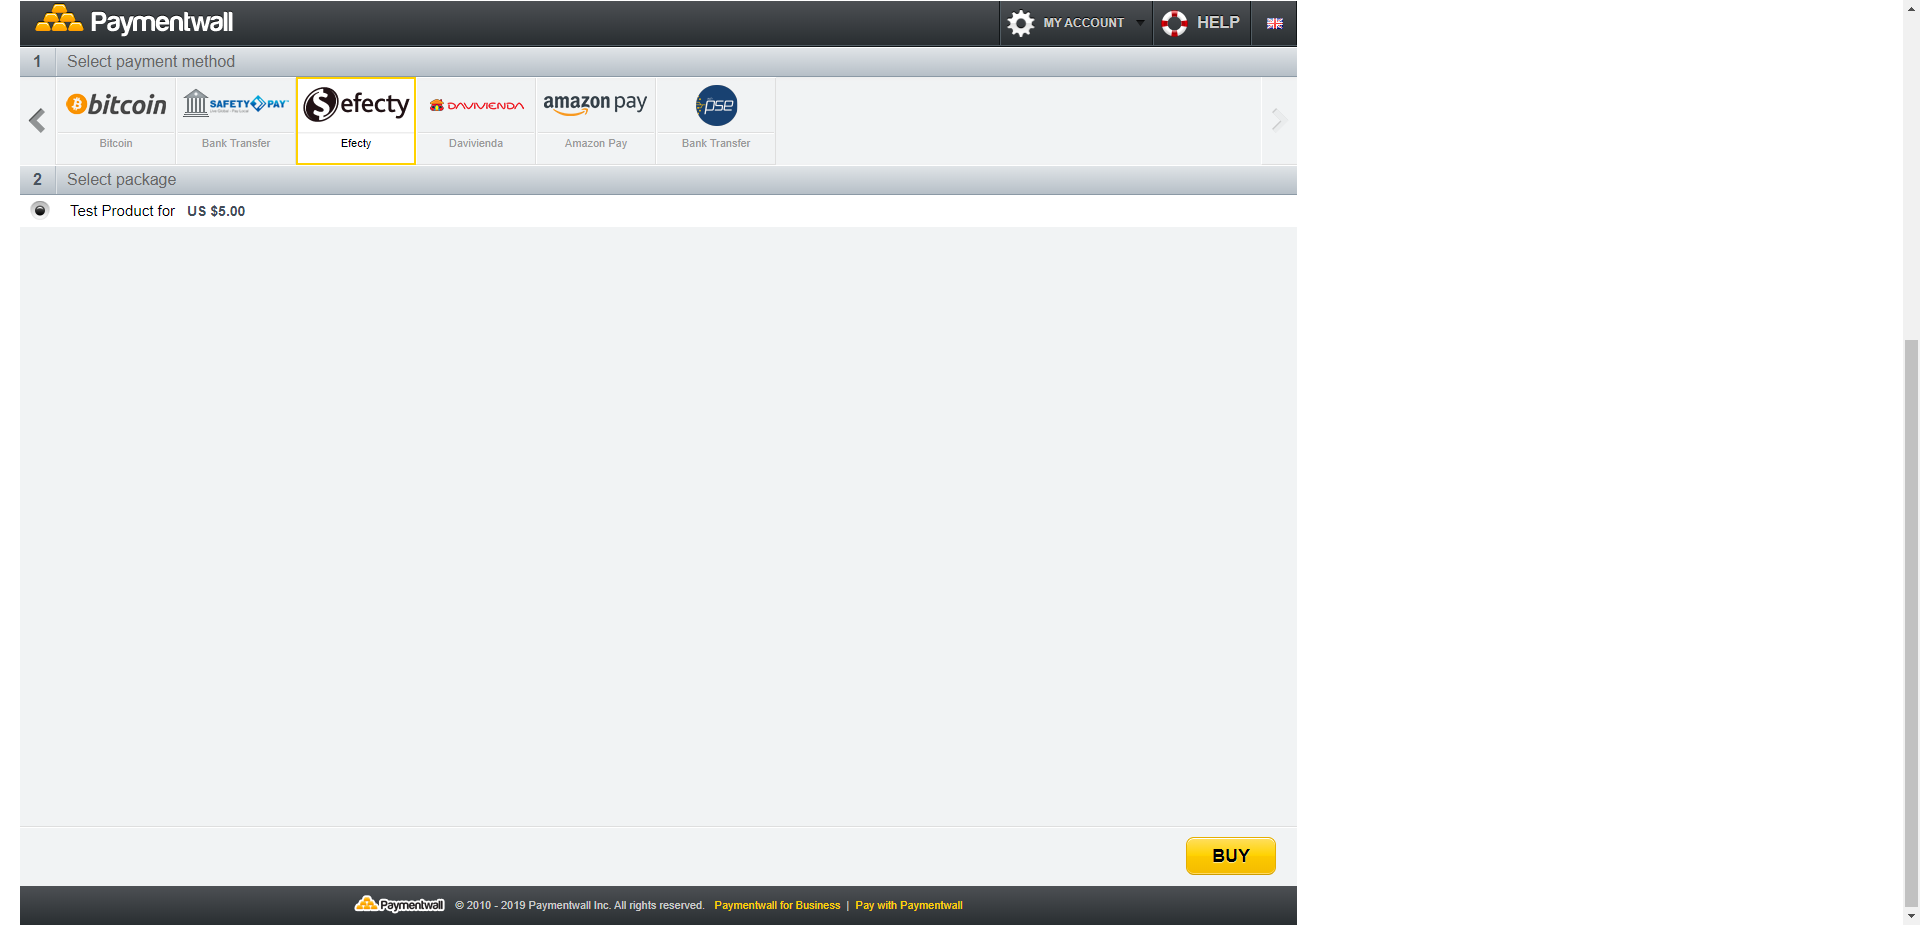 Paymentwall
MY ACCOUNT
HELP
1 Select payment method
bitcoin
SAFETY PAY
efecty
DAVIVIENDA
amazon pay
pse
Bitcoin
Bank Transfer
Efecty
Davivienda
Amazon Pay
Bank Transfer
2 Select package
Test Product for US $5.00
BUY
Paymentwall © 2010 - 2019 Paymentwall Inc. All rights reserved. Paymentwall for Business | Pay with Paymentwall